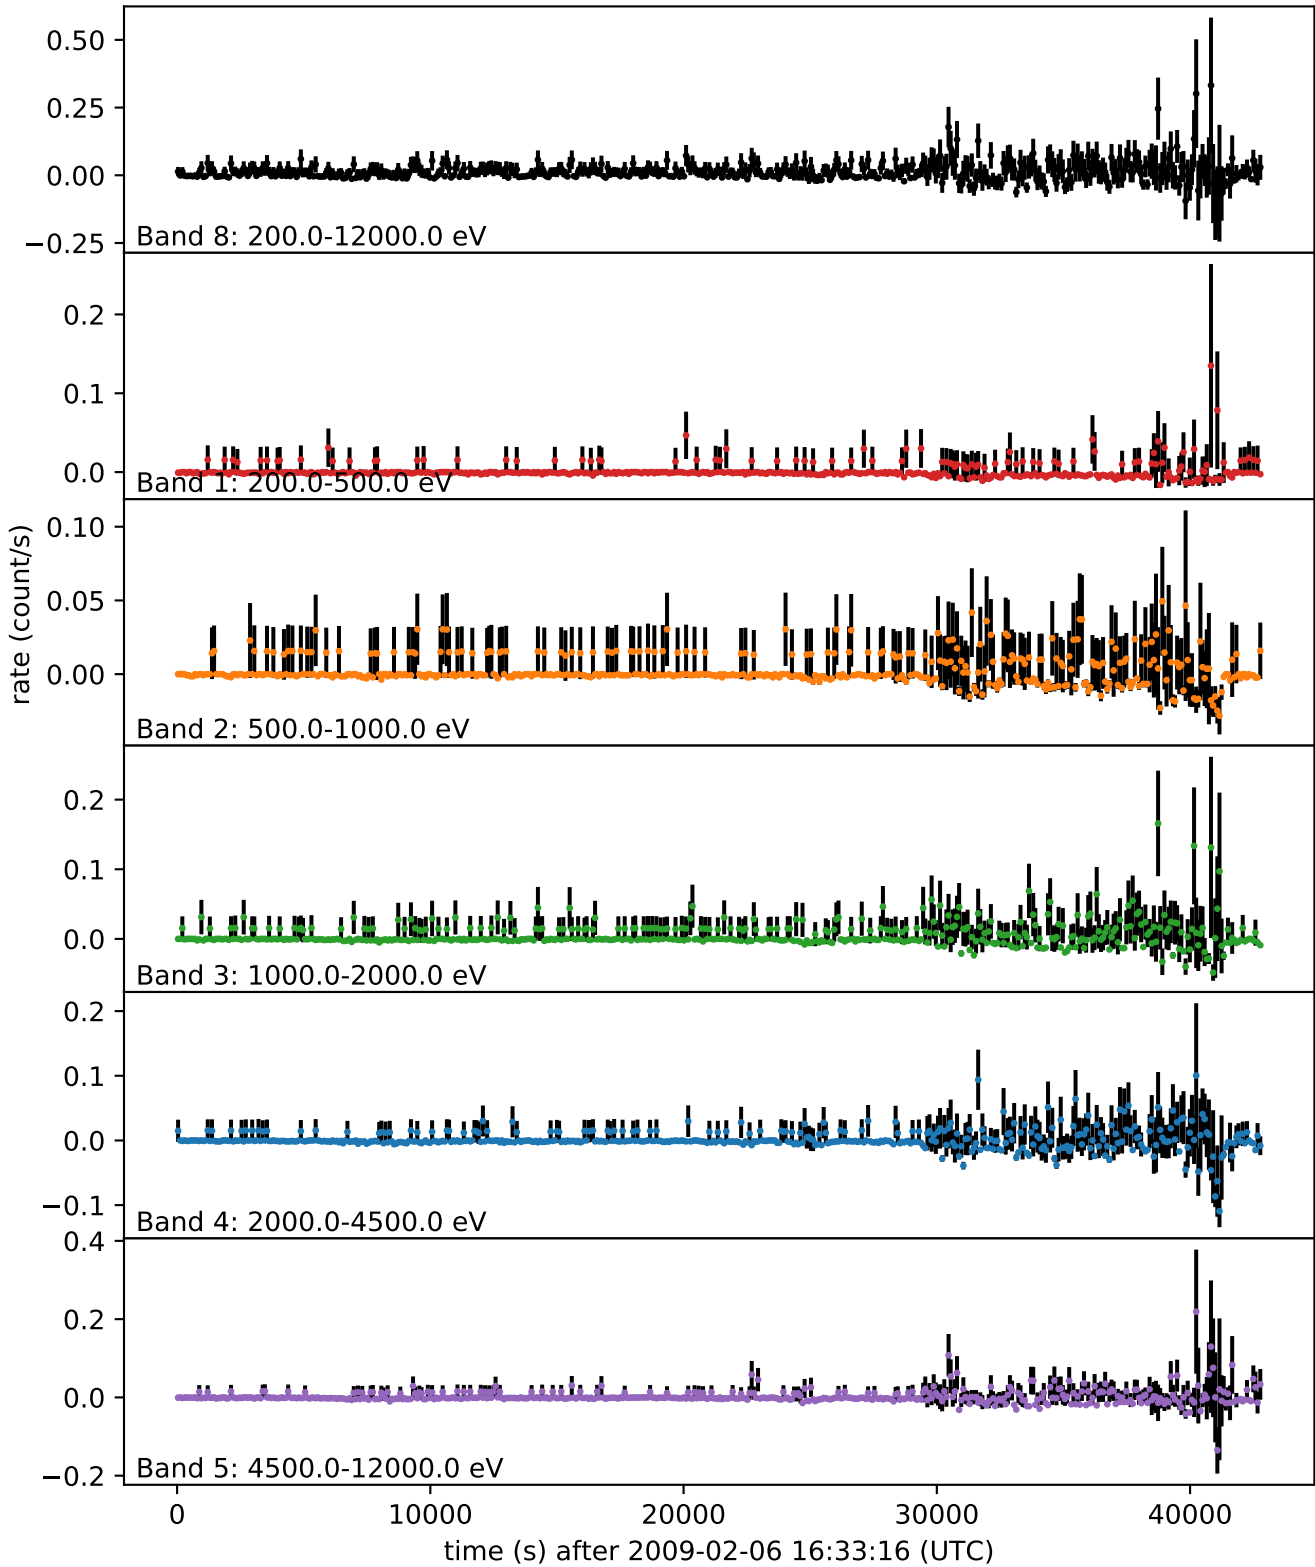 0.50
0.25
0.00
−0.25
Band 8: 200.0-12000.0 eV
0.2
0.1
0.0
Band 1: 200.0-500.0 eV
rate (count/s)
0.10
0.05
0.00
Band 2: 500.0-1000.0 eV
0.2
0.1
0.0
Band 3: 1000.0-2000.0 eV
0.2
0.1
0.0
−0.1
Band 4: 2000.0-4500.0 eV
0.4
0.2
0.0
−0.2
Band 5: 4500.0-12000.0 eV
0 10000 20000 30000 40000
time (s) after 2009-02-06 16:33:16 (UTC)